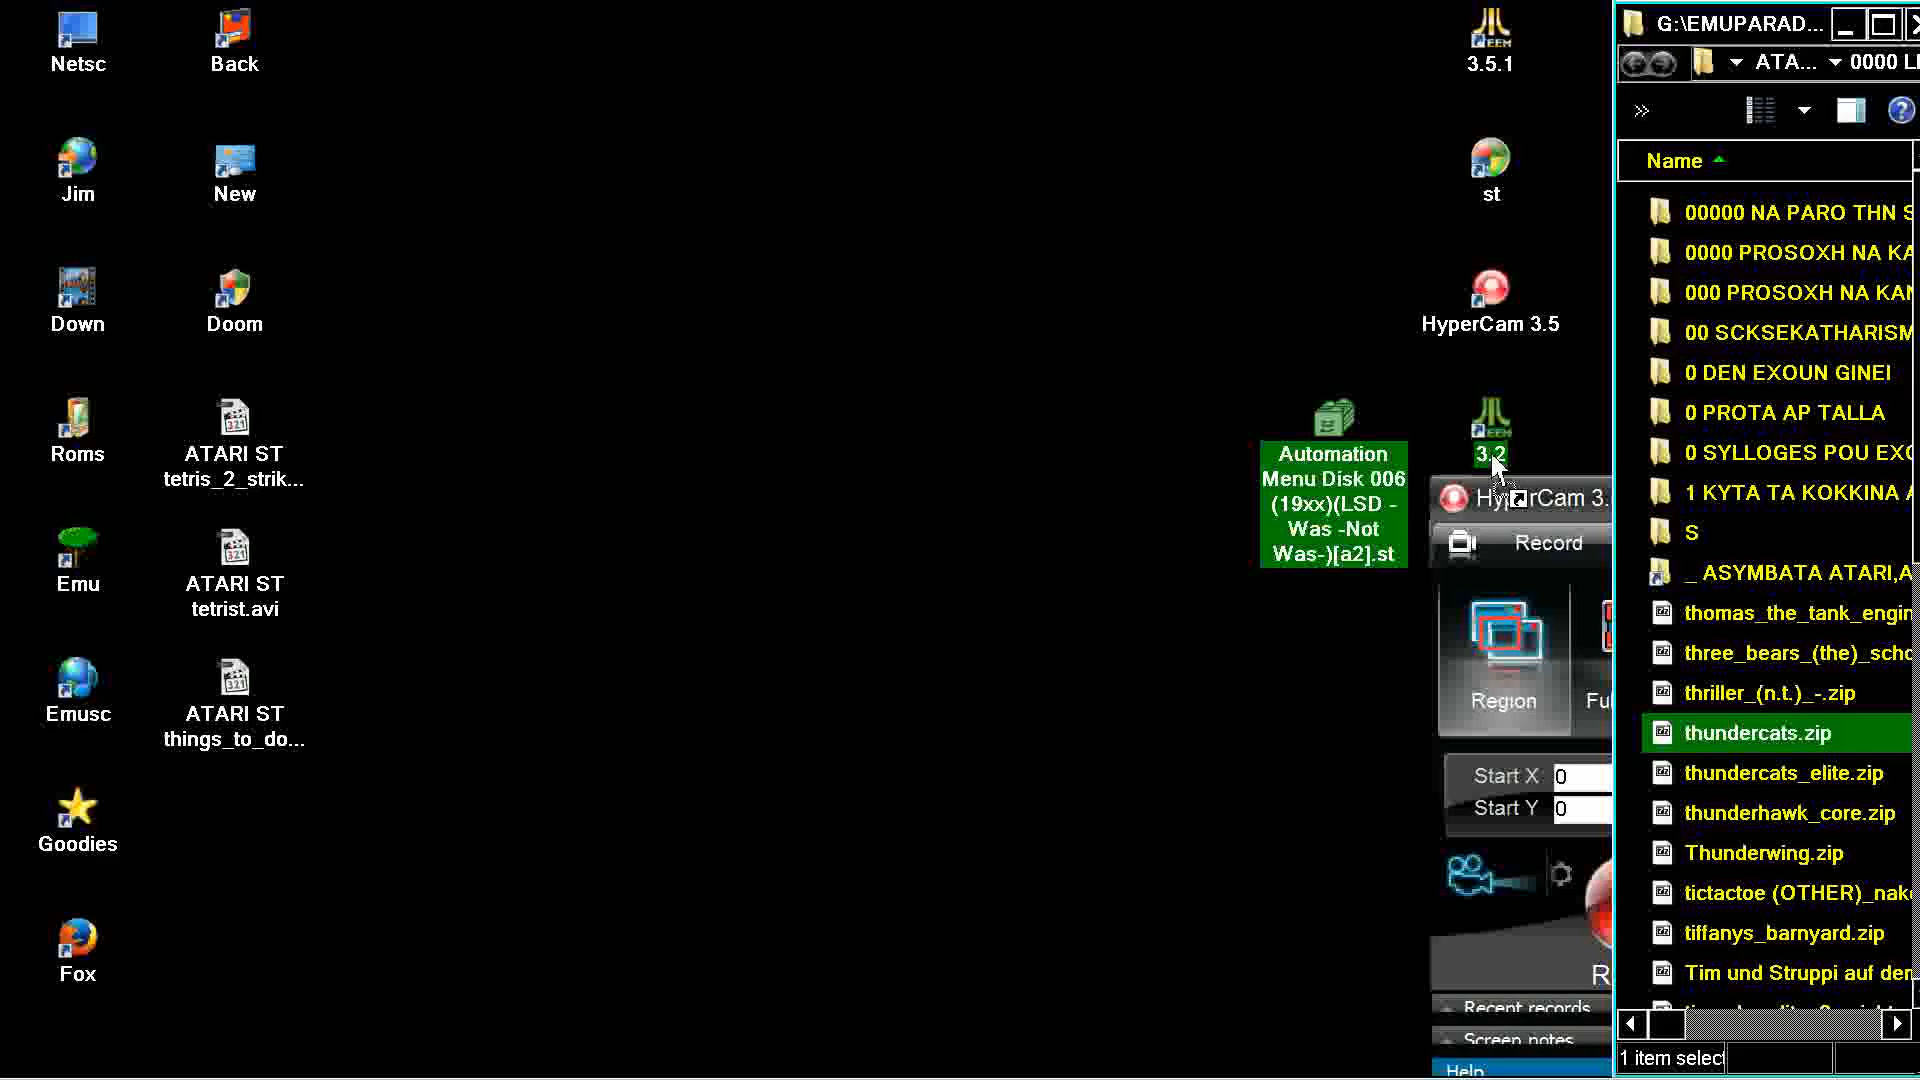 Netsc
Back
Jim
New
Down
Doom
Roms
ATARI ST
tetris_2_strik...
Emu
ATARI ST
tetrist.avi
Emusc
ATARI ST
things_to_do...
Goodies
Fox
3.5.1
st
HyperCam 3.5
Automation
Menu Disk 006
(19xx)(LSD -
Was -Not
Was-)[a2].st
3.2
HyperCam 3.
Record
Region
Start X 0
Start Y 0
Recent records
Screen notes
Help
G:\EMUPARAD...
ATA...
0000
Name
00000 NA PARO THN
0000 PROSOXH NA
000 PROSOXH NA
00 SCKSEKATHARISM
0 DEN EXOUN GINEI
0 PROTA AP TALLA
0 SYLLOGES POU
1 KYTA TA KOKKINA
S
_ ASYMBATA ATARI,A
thomas_the_tank_engin
three_bears_(the)_scho
thriller_(n.t.)_-.zip
thundercats.zip
thundercats_elite.zip
thunderhawk_core.zip
Thunderwing.zip
tictactoe (OTHER)_nak
tiffanys_barnyard.zip
Tim und Struppi auf der
1 item select